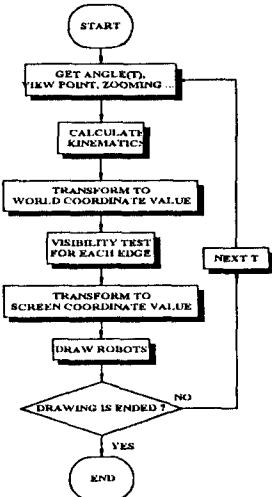 START
GET ANGLE(T),
VIEW POINT, ZOOMING ...
CALCULATE
KINEMATICS
TRANSFORM TO
WORLD COORDINATE VALUE
VISIBILITY TEST
FOR EACH EDGE
NEXT T
TRANSFORM TO
SCREEN COORDINATE VALUE
DRAW ROBOTS
DRAWING IS ENDED ?
NO
YES
END